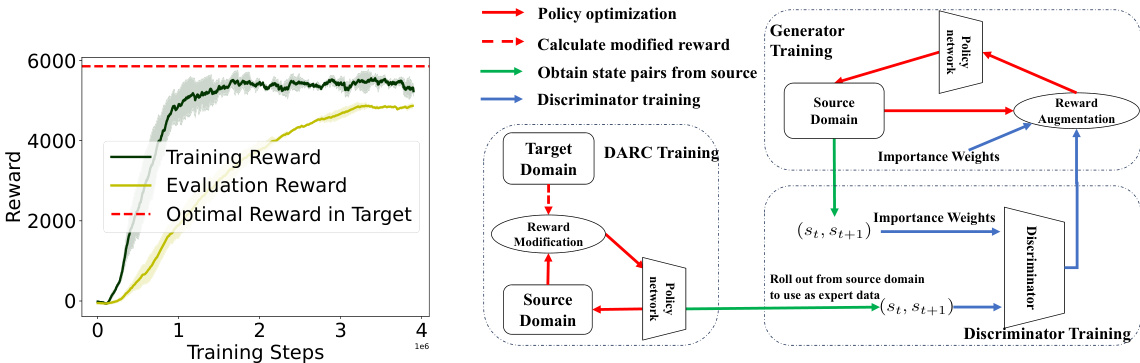 6000
4000
2000
0
Reward
Training Reward
Evaluation Reward
Optimal Reward in Target
0
1
2
3
4
1e6
Training Steps
Policy optimization
Calculate modified reward
Obtain state pairs from source
Discriminator training
DARC Training
Target
Domain
Reward
Modification
Source
Domain
Policy
network
Generator
Training
Policy
network
Source
Domain
Reward
Augmentation
Importance Weights
(s_t, s_{t+1})
Importance Weights
Discriminator
Roll out from source domain
to use as expert data
(s_t, s_{t+1})
Discriminator Training